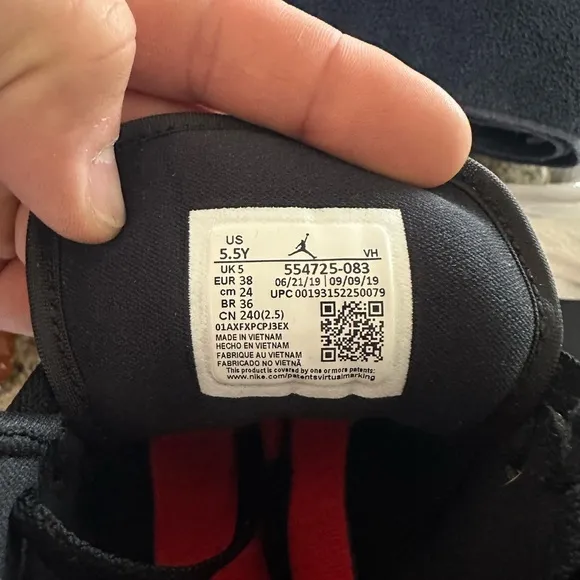 US
5.5Y VH
UK 5 554725-083
EUR 38 06/21/19 09/09/19
cm 24 UPC 00193152250079
BR 36
CN 240(2.5)
01AXFXPCPJ3EX
MADE IN VIETNAM
HECHO EN VIETNAM
FABRIQUE AU VIETNAM
FABRICADO NO VIETNÃ
This product is covered by one or more patents:
www.nike.com/patentsvirtualmarking